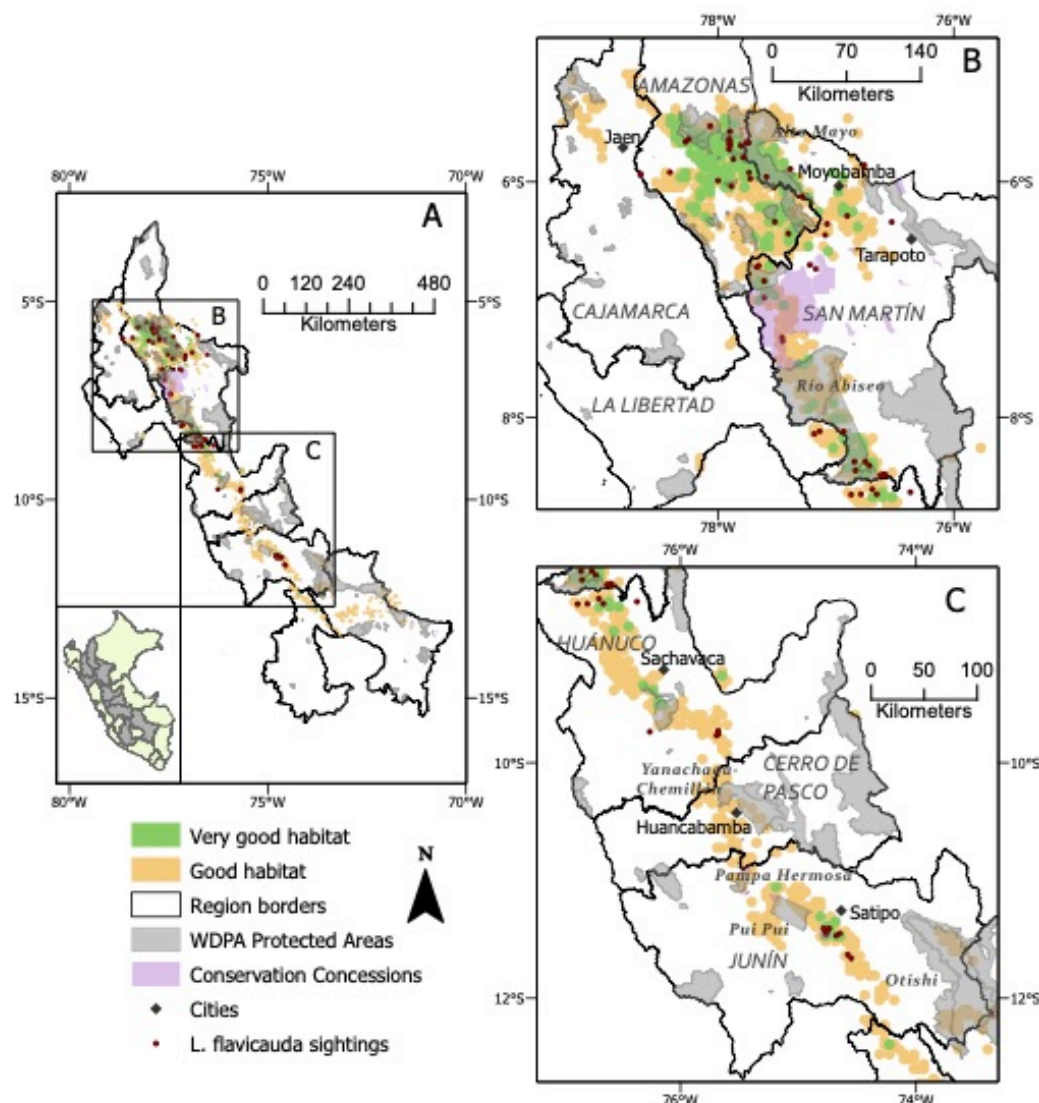 80°W
75°W
70°W
A
0 120 240 480
Kilometers
5°S
5°S
B
C
10°S
10°S
15°S
15°S
80°W
75°W
70°W
78°W
76°W
0 70 140
Kilometers
B
AMAZONAS
Alto Mayo
Jaen
Moyobamba
6°S
6°S
Tarapoto
CAJAMARCA
SAN MARTÍN
Río Abiseo
LA LIBERTAD
8°S
8°S
78°W
76°W
76°W
74°W
C
HUÁNUCO
Sachavaca
0 50 100
Kilometers
10°S
10°S
Yanachaga-
Chemillén
CERRO DE
PASCO
Huancabamba
Pampa Hermosa
Satipo
Pui Pui
JUNÍN
Otishi
12°S
12°S
76°W
74°W
Very good habitat
Good habitat
Region borders
WDPA Protected Areas
Conservation Concessions
Cities
L. flavicauda sightings
N